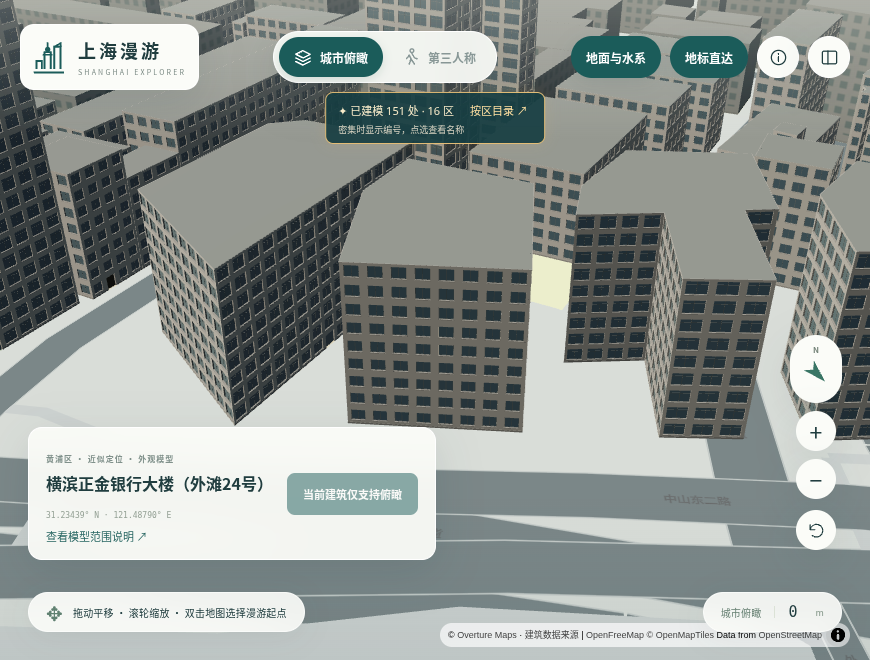 上海漫游
SHANGHAI EXPLORER
城市俯瞰
第三人称
地面与水系
地标直达
✦ 已建模 151 处 · 16 区 按区目录 ↗
密集时显示编号，点选查看名称
N
+
−
黄浦区 · 近似定位 · 外观模型
横滨正金银行大楼（外滩24号）
当前建筑仅支持俯瞰
31.23439° N · 121.48790° E
查看模型范围说明 ↗
中山东二路
拖动平移 · 滚轮缩放 · 双击地图选择漫游起点
城市俯瞰 0 m
© Overture Maps · 建筑数据来源 | OpenFreeMap © OpenMapTiles Data from OpenStreetMap